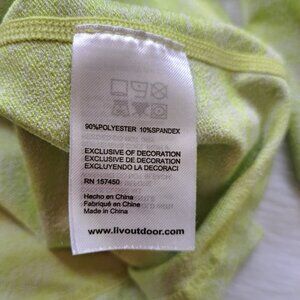 90%POLYESTER 10%SPANDEX
EXCLUSIVE OF DECORATION
EXCLUSIVE DE DECORATION
EXCLUYENDO LA DECORACI
RN 157450
Hecho en China
Fabriqué en China
Made in China
www.livoutdoor.com